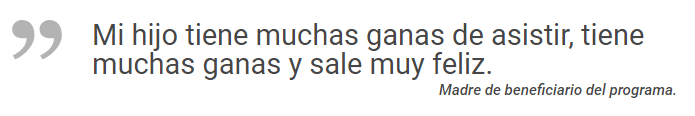 Mi hijo tiene muchas ganas de asistir, tiene
muchas ganas y sale muy feliz.
Madre de beneficiario del programa.